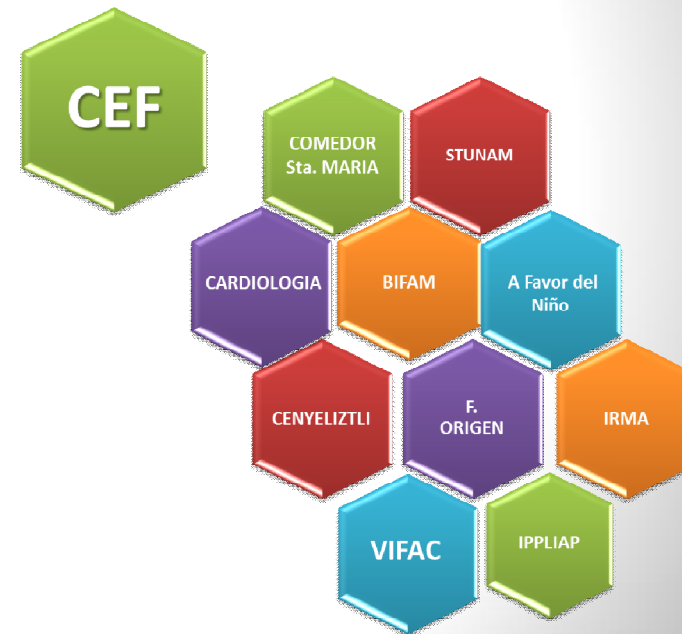 CEF
COMEDOR
Sta. MARIA
STUNAM
CARDIOLOGIA
BIFAM
A Favor del
Niño
CENYELIZTLI
F.
ORIGEN
IRMA
VIFAC
IPPLIAP